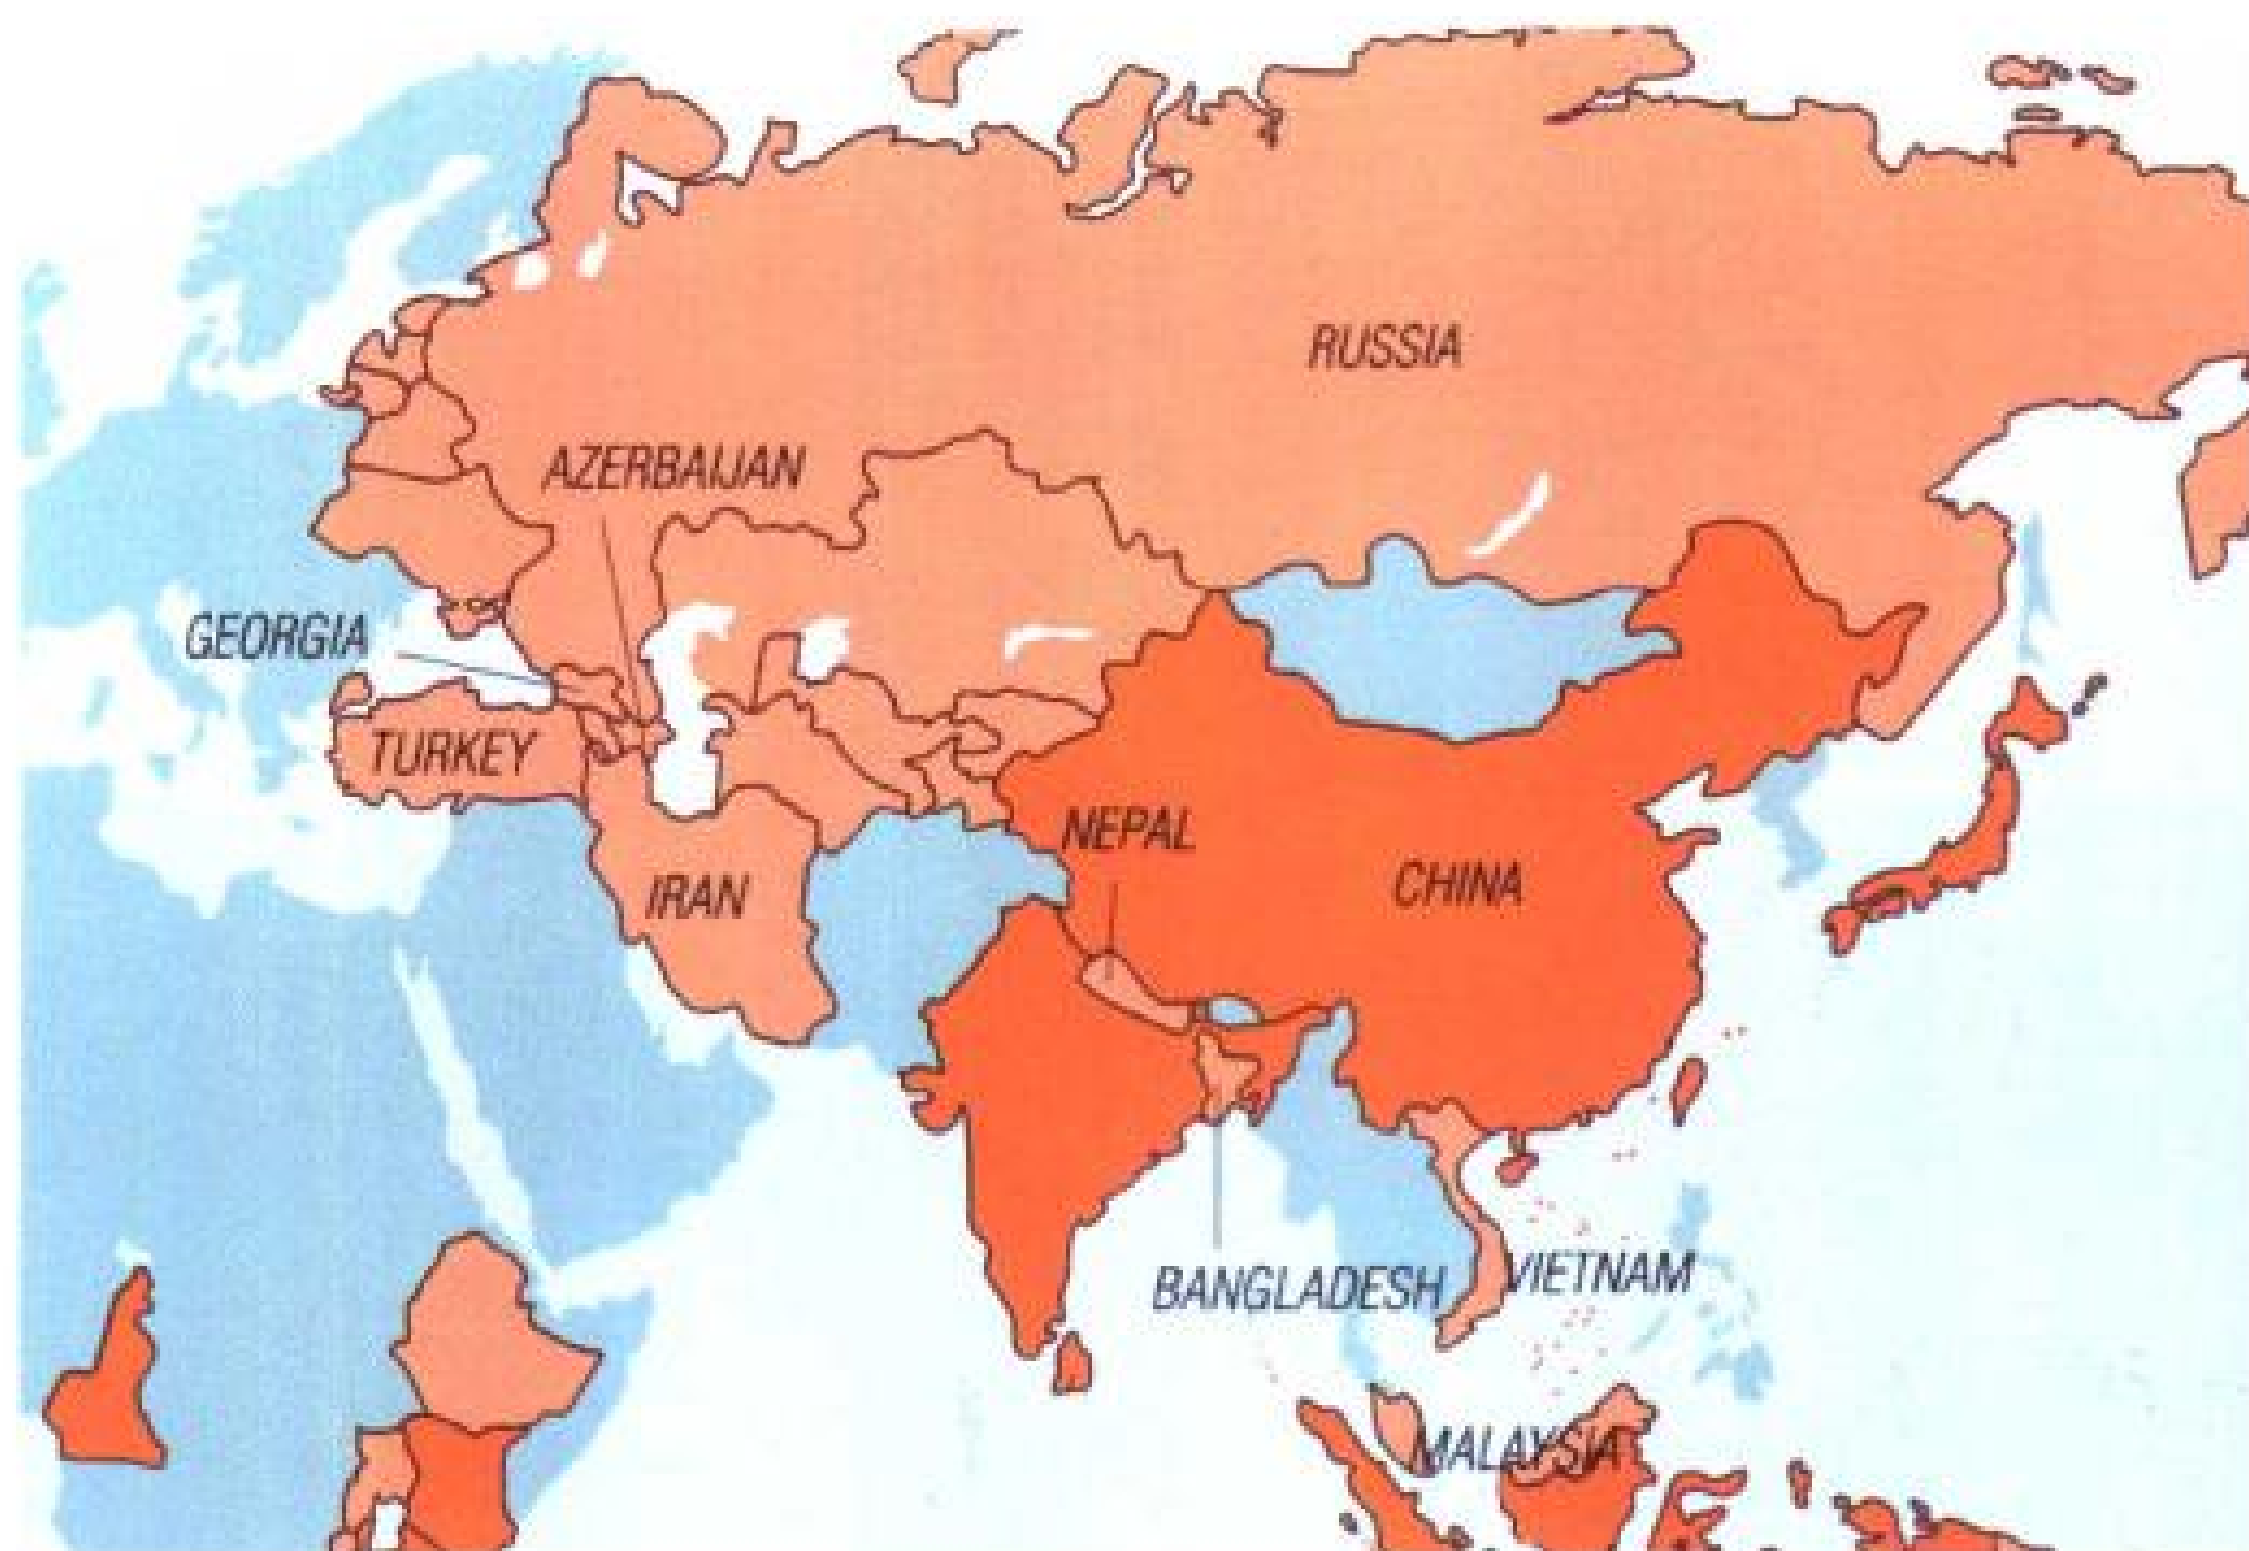 RUSSIA
AZERBAIJAN
GEORGIA
TURKEY
NEPAL
IRAN
CHINA
BANGLADESH
VIETNAM
MALAYSIA